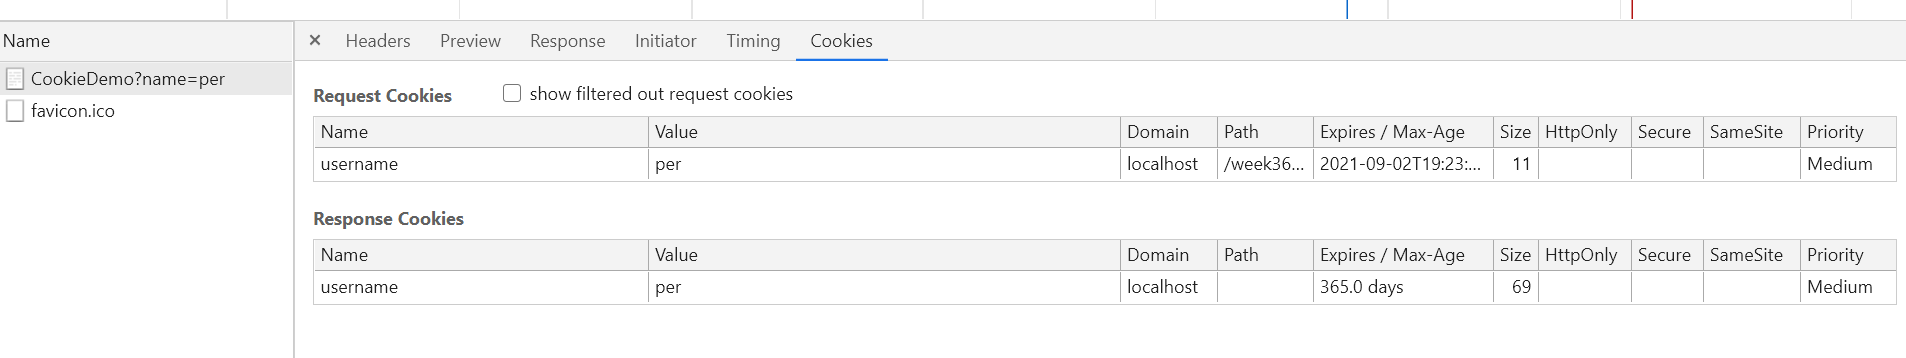 Name
CookieDemo?name=per
favicon.ico
× Headers Preview Response Initiator Timing Cookies
Request Cookies show filtered out request cookies
Name Value Domain Path Expires / Max-Age Size HttpOnly Secure SameSite Priority
username per localhost /week36... 2021-09-02T19:23:... 11 Medium
Response Cookies
Name Value Domain Path Expires / Max-Age Size HttpOnly Secure SameSite Priority
username per localhost 365.0 days 69 Medium